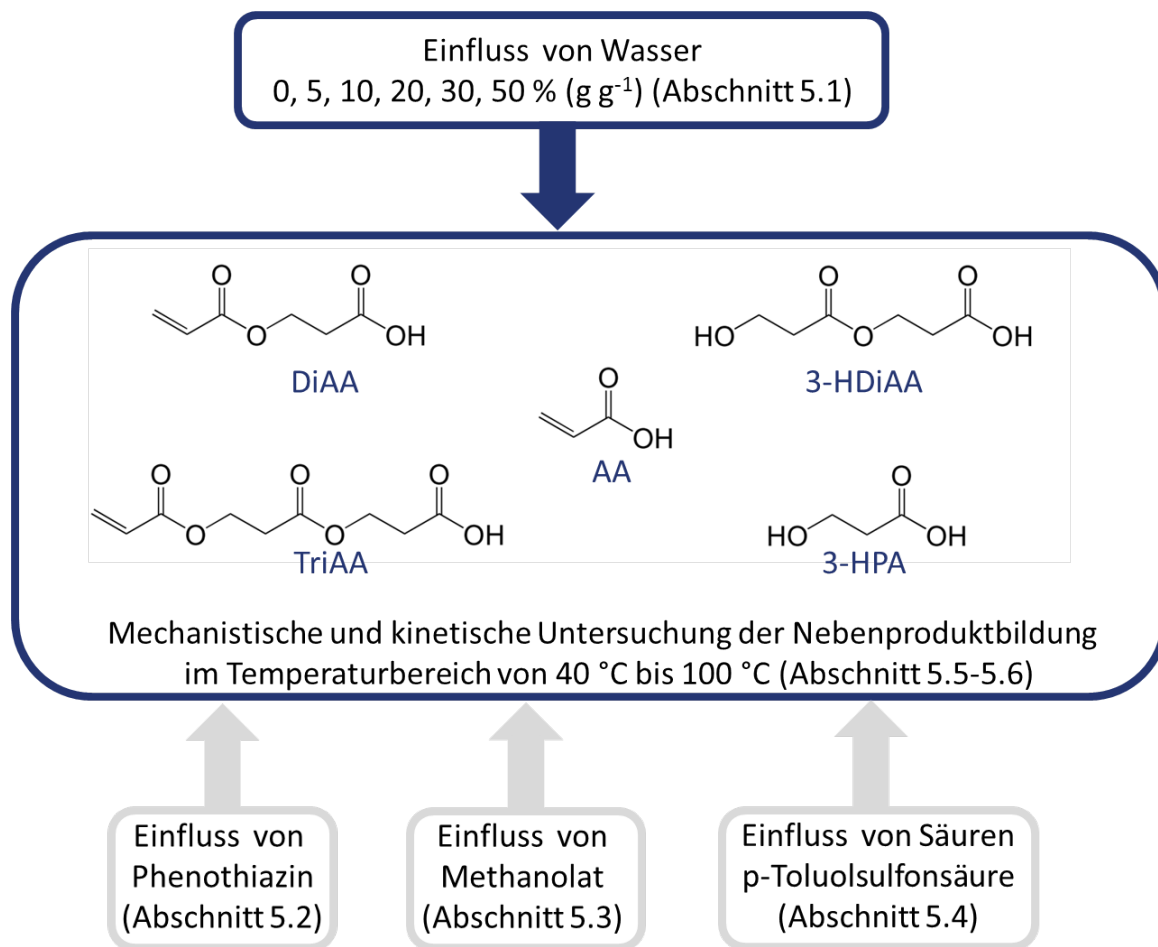 Einfluss von Wasser
0, 5, 10, 20, 30, 50 % (g g⁻¹) (Abschnitt 5.1)
O
O
O
OH
DiAA
O
O
HO
O
OH
3-HDiAA
O
OH
AA
O
O
O
O
O
OH
TriAA
O
HO
OH
3-HPA
Mechanistische und kinetische Untersuchung der Nebenproduktbildung
im Temperaturbereich von 40 °C bis 100 °C (Abschnitt 5.5-5.6)
Einfluss von
Phenothiazin
(Abschnitt 5.2)
Einfluss von
Methanolat
(Abschnitt 5.3)
Einfluss von Säuren
p-Toluolsulfonsäure
(Abschnitt 5.4)